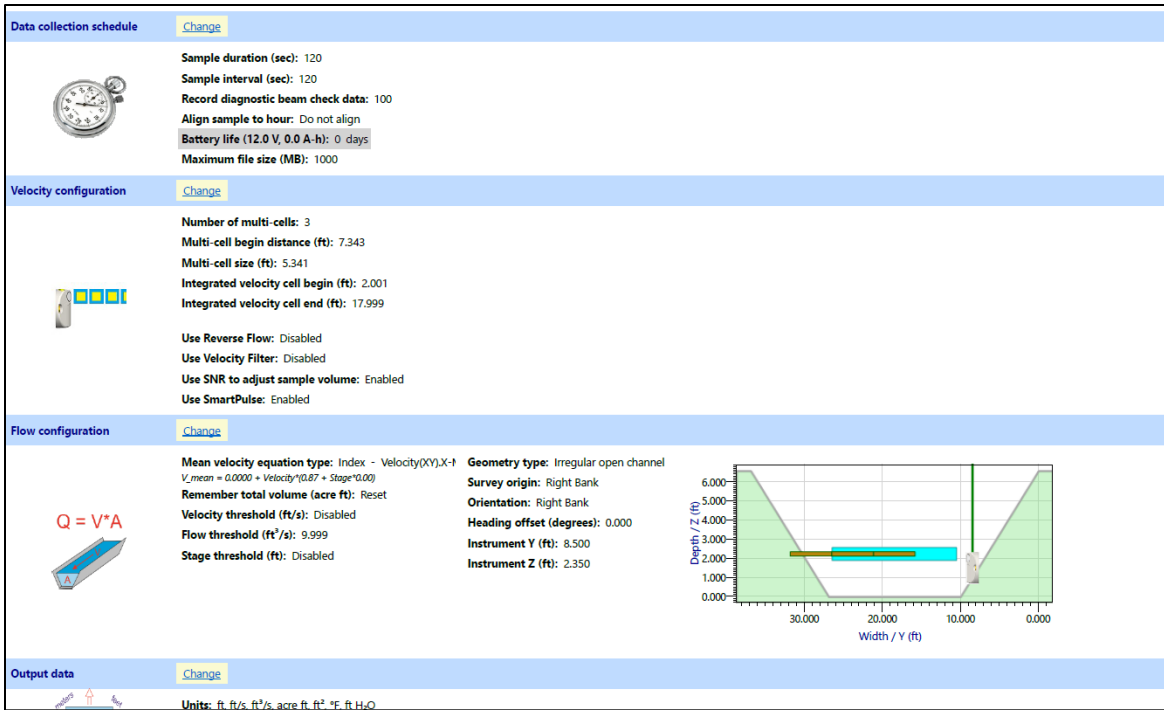 Data collection schedule Change
Sample duration (sec): 120
Sample interval (sec): 120
Record diagnostic beam check data: 100
Align sample to hour: Do not align
Battery life (12.0 V, 0.0 A-h): 0 days
Maximum file size (MB): 1000
Velocity configuration Change
Number of multi-cells: 3
Multi-cell begin distance (ft): 7.343
Multi-cell size (ft): 5.341
Integrated velocity cell begin (ft): 2.001
Integrated velocity cell end (ft): 17.999
Use Reverse Flow: Disabled
Use Velocity Filter: Disabled
Use SNR to adjust sample volume: Enabled
Use SmartPulse: Enabled
Flow configuration Change
Q = V*A
A
Mean velocity equation type: Index - Velocity(XY).X-
V_mean = 0.0000 + Velocity*(0.87 + Stage*0.00)
Remember total volume (acre ft): Reset
Velocity threshold (ft/s): Disabled
Flow threshold (ft³/s): 9.999
Stage threshold (ft): Disabled
Geometry type: Irregular open channel
Survey origin: Right Bank
Orientation: Right Bank
Heading offset (degrees): 0.000
Instrument Y (ft): 8.500
Instrument Z (ft): 2.350
Depth / Z (ft)
6.000
5.000
4.000
3.000
2.000
1.000
0.000
30.000 20.000 10.000 0.000
Width / Y (ft)
Output data Change
meters feet
Units: ft, ft/s, ft³/s, acre ft, ft², °F, ft H₂O